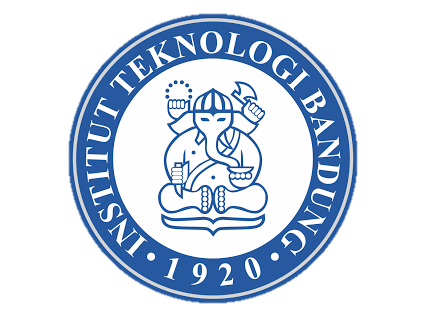 INSTITUT TEKNOLOGI BANDUNG
• 1920 •